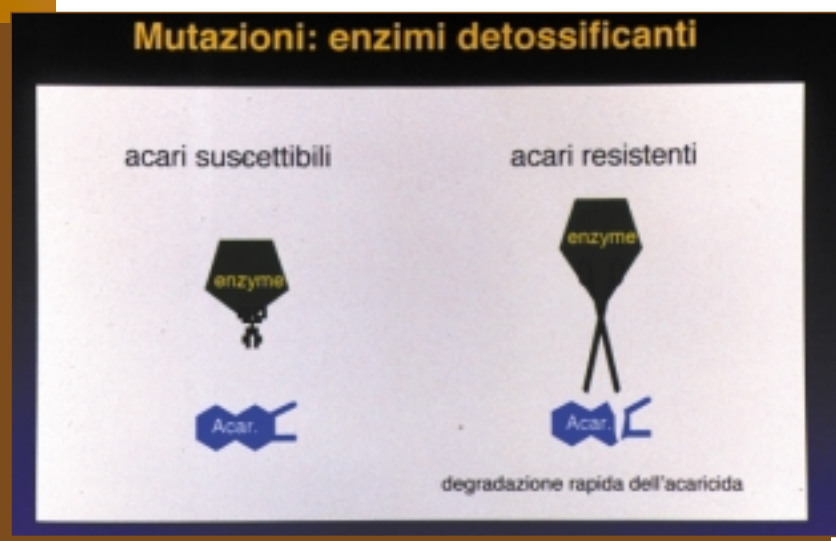 Mutazioni: enzimi detossificanti
acari suscettibili
acari resistenti
enzyme
enzyme
Acar.
Acar.
degradazione rapida dell'acaricida